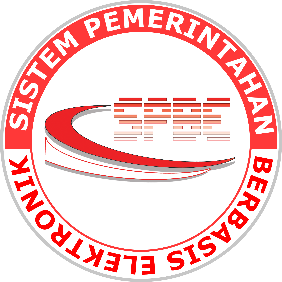 SISTEM PEMERINTAHAN
SPBE
BERBASIS ELEKTRONIK